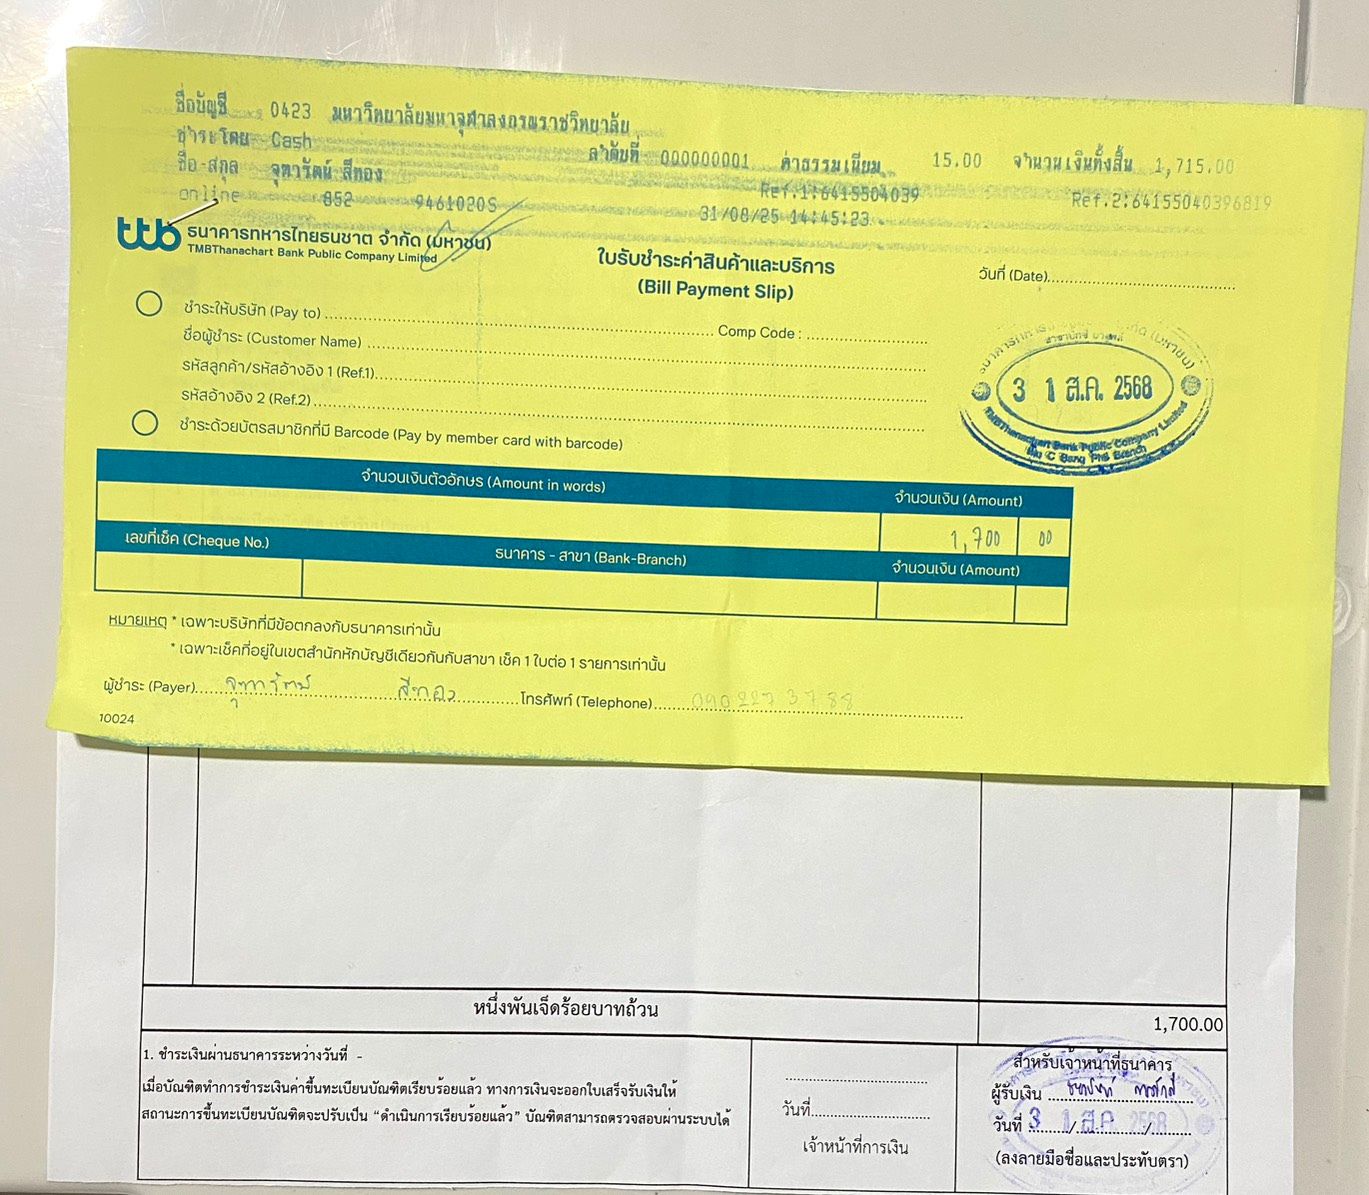 ชื่อบัญชี 0423 มหาวิทยาลัยมหาจุฬาลงกรณราชวิทยาลัย
ชำระโดย Cash ลำดับที่ 000000001 ค่าธรรมเนียม 15.00 จำนวนเงินทั้งสิ้น 1,715.00
ชื่อ-สกุล จุฑารัตน์ สีทอง Ref.1:6415504039 Ref.2:64155040396819
online 852 9461020S 31/08/25 14:45:23
ttb ธนาคารทหารไทยธนชาต จำกัด (มหาชน)
TMBThanachart Bank Public Company Limited
ใบรับชำระค่าสินค้าและบริการ
(Bill Payment Slip)
วันที่ (Date)
ชำระให้บริษัท (Pay to) Comp Code :
ชื่อผู้ชำระ (Customer Name)
รหัสลูกค้า/รหัสอ้างอิง 1 (Ref.1)
รหัสอ้างอิง 2 (Ref.2)
ชำระด้วยบัตรสมาชิกที่มี Barcode (Pay by member card with barcode)
3 1 ส.ค. 2568
TMBThanachart Bank Public Company Limited
Big C Bang Phli Branch
จำนวนเงินตัวอักษร (Amount in words) จำนวนเงิน (Amount)
1,700 00
เลขที่เช็ค (Cheque No.) ธนาคาร - สาขา (Bank-Branch) จำนวนเงิน (Amount)
หมายเหตุ * เฉพาะบริษัทที่มีข้อตกลงกับธนาคารเท่านั้น
* เฉพาะเช็คที่อยู่ในเขตสำนักหักบัญชีเดียวกันกับสาขา เช็ค 1 ใบต่อ 1 รายการเท่านั้น
ผู้ชำระ (Payer) จุฑารัตน์ สีทอง โทรศัพท์ (Telephone) 090 223 3788
10024
หนึ่งพันเจ็ดร้อยบาทถ้วน 1,700.00
1. ชำระเงินผ่านธนาคารระหว่างวันที่ -
เมื่อบัณฑิตทำการชำระเงินค่าขึ้นทะเบียนบัณฑิตเรียบร้อยแล้ว ทางการเงินจะออกใบเสร็จรับเงินให้
สถานะการขึ้นทะเบียนบัณฑิตจะปรับเป็น “ดำเนินการเรียบร้อยแล้ว” บัณฑิตสามารถตรวจสอบผ่านระบบได้
วันที่
เจ้าหน้าที่การเงิน
สำหรับเจ้าหน้าที่ธนาคาร
ผู้รับเงิน
วันที่ 3 1 ส.ค. 2568
(ลงลายมือชื่อและประทับตรา)